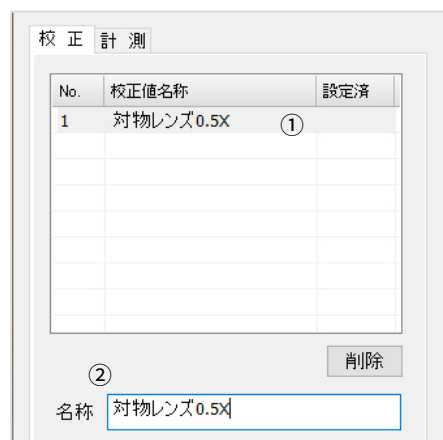 校 正 計 測
No. 校正値名称 設定済
1 対物レンズ0.5X ①
削除
②
名称 対物レンズ0.5X